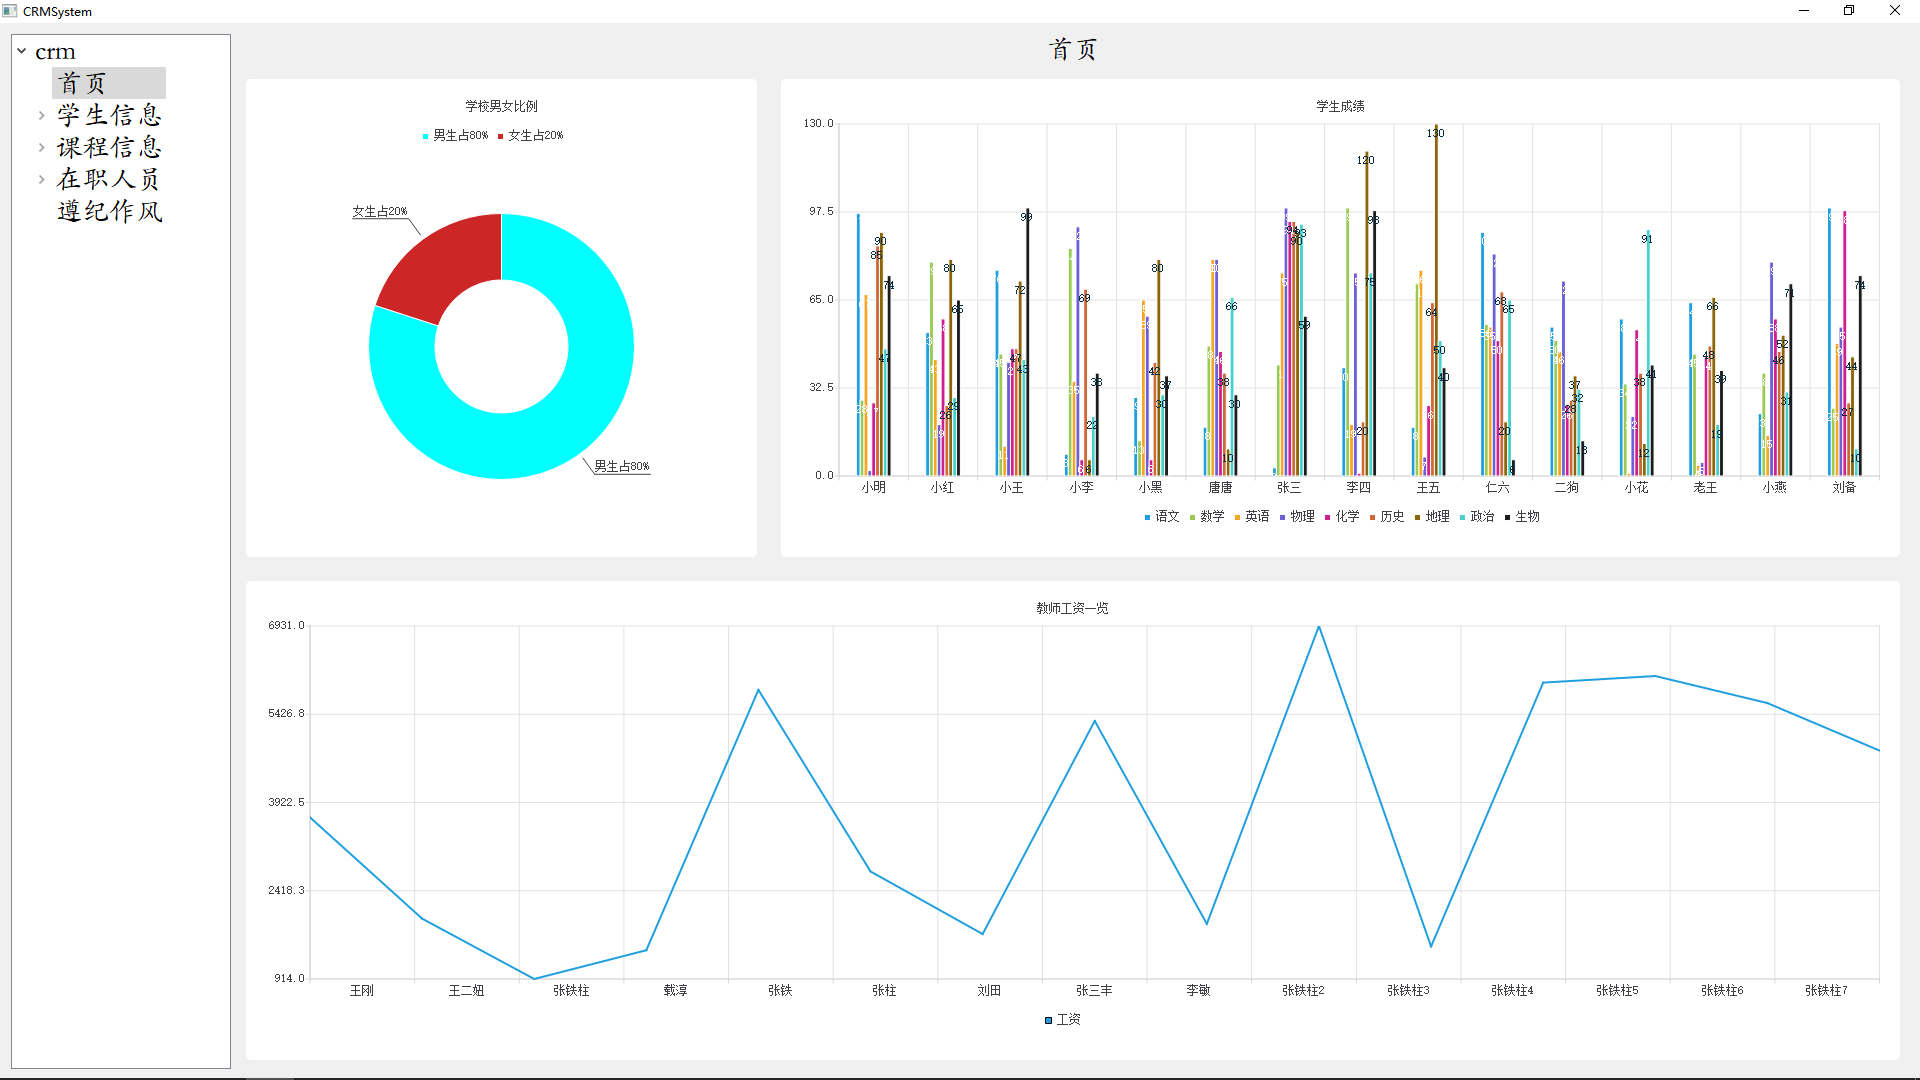 CRMSystem
crm
首页
学生信息
课程信息
在职人员
遵纪作风
首页
学校男女比例
男生占80% 女生占20%
女生占20%
男生占80%
学生成绩
130.0
97.5
65.0
32.5
0.0
90 85 74 47
80 65 26 29
99 72 47 43
69 38 22 6
80 42 37 30
66 38 30 10
93 90 59
120 98 75 20
130 64 50 40
68 65 20 6
37 32 28 13
91 41 38 12
66 48 39 19
71 52 46 31
74 44 27 10
小明 小红 小王 小李 小黑 唐唐 张三 李四 王五 仁六 二狗 小花 老王 小燕 刘备
语文 数学 英语 物理 化学 历史 地理 政治 生物
教师工资一览
6931.0
5426.8
3922.5
2418.3
914.0
王刚 王二妞 张铁柱 载淳 张铁 张柱 刘田 张三丰 李敏 张铁柱2 张铁柱3 张铁柱4 张铁柱5 张铁柱6 张铁柱7
工资